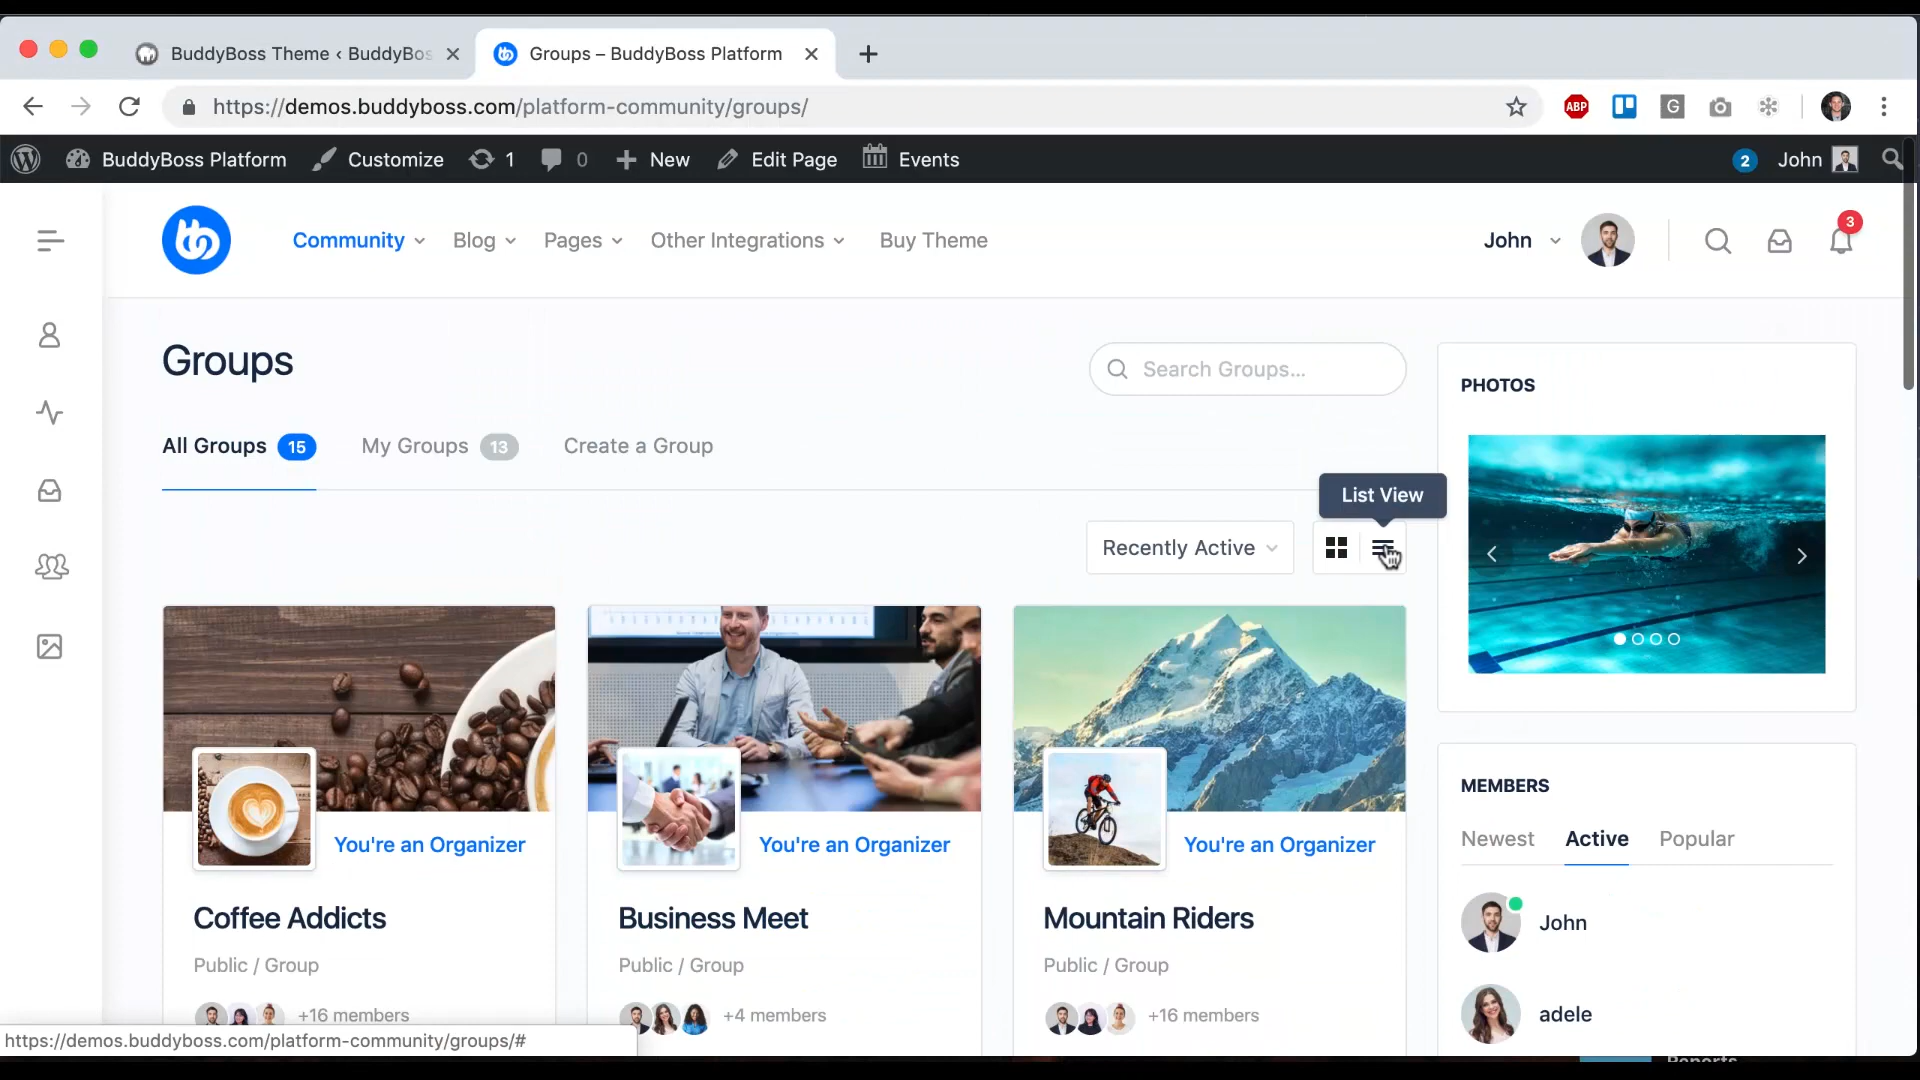 BuddyBoss Theme ‹ BuddyBos
Groups – BuddyBoss Platform
https://demos.buddyboss.com/platform-community/groups/
ABP
G
BuddyBoss Platform
Customize
1
0
New
Edit Page
Events
2
John
Community
Blog
Pages
Other Integrations
Buy Theme
John
3
Groups
Search Groups...
PHOTOS
All Groups 15
My Groups 13
Create a Group
List View
Recently Active
You're an Organizer
You're an Organizer
You're an Organizer
Coffee Addicts
Business Meet
Mountain Riders
Public / Group
Public / Group
Public / Group
+16 members
+4 members
+16 members
MEMBERS
Newest
Active
Popular
John
adele
https://demos.buddyboss.com/platform-community/groups/#